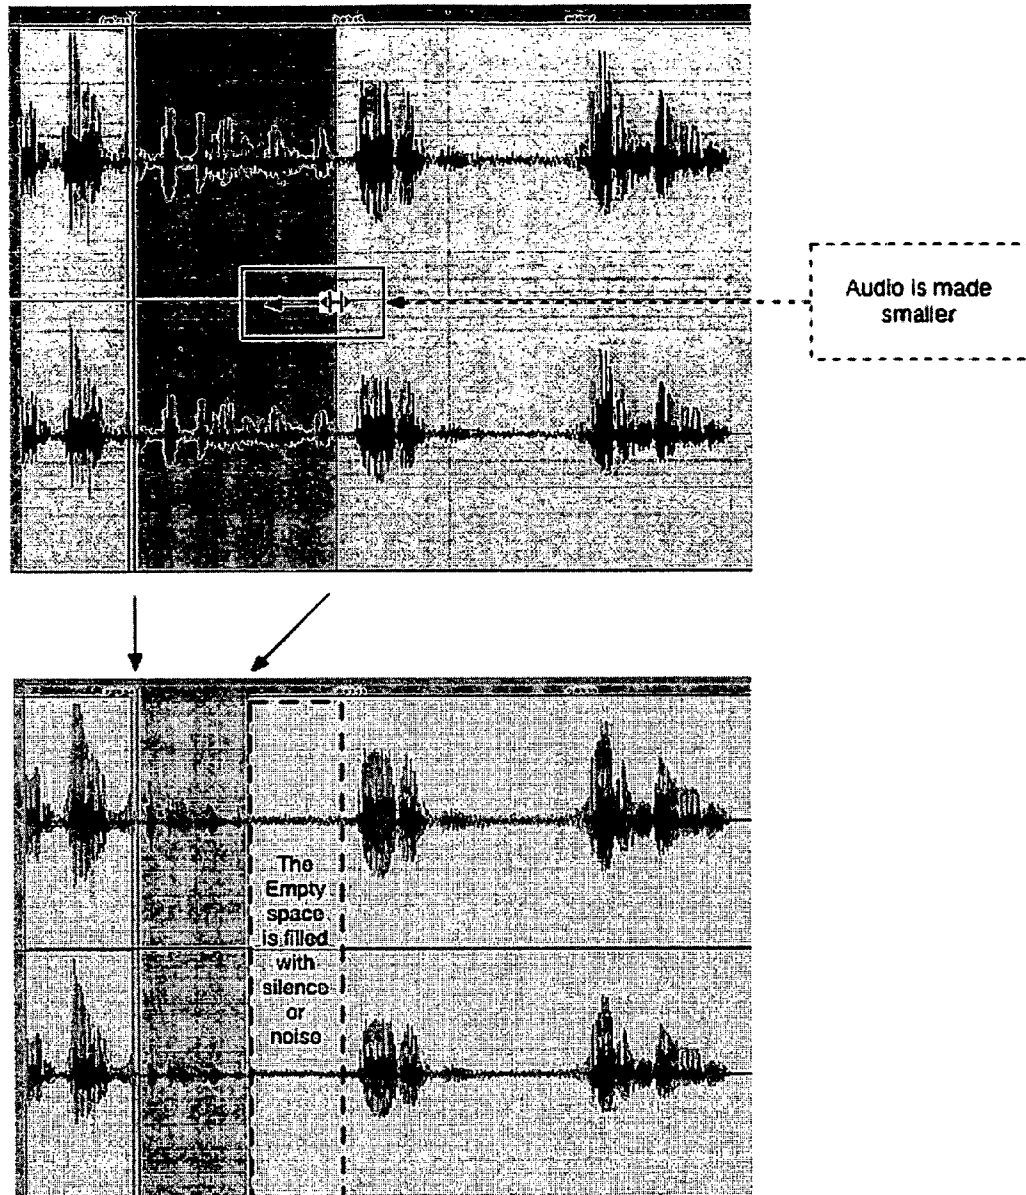 Audio is made
smaller
The
Empty
space
is filled
with
silence
or
noise